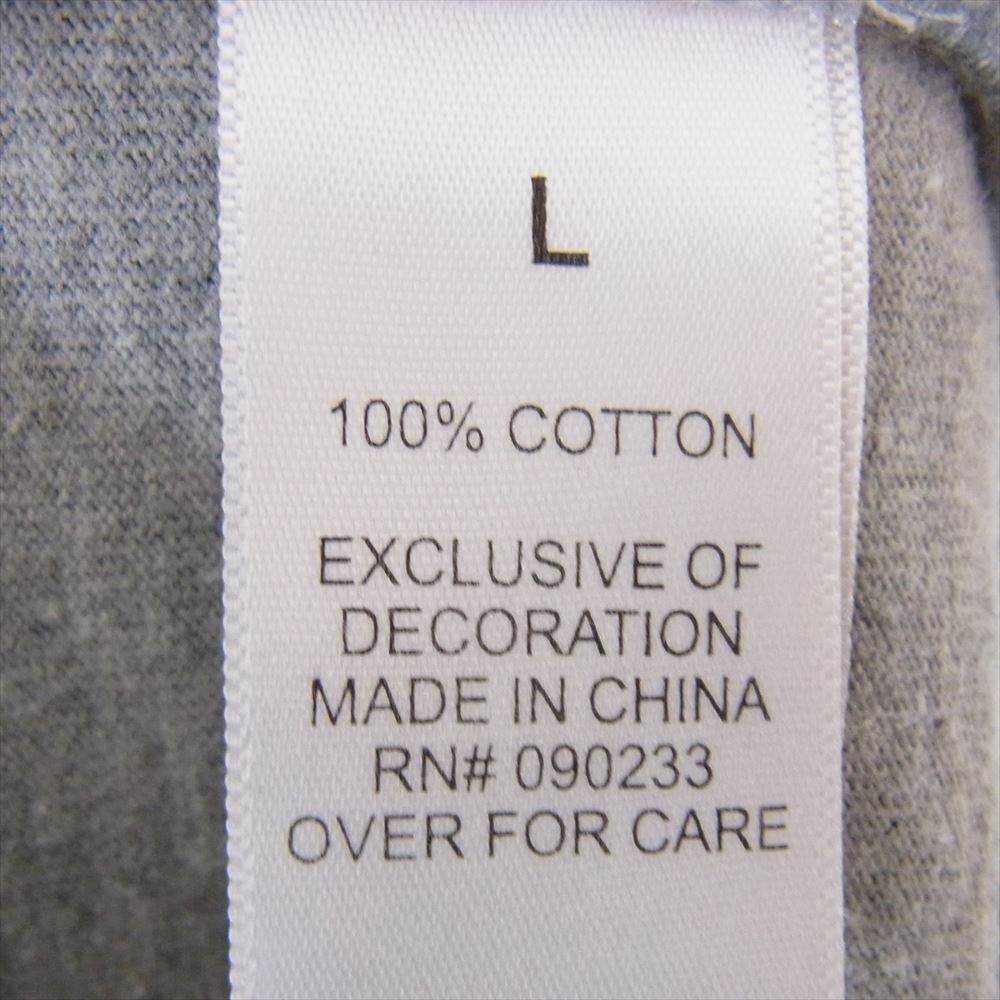 L
100% COTTON
EXCLUSIVE OF
DECORATION
MADE IN CHINA
RN# 090233
OVER FOR CARE